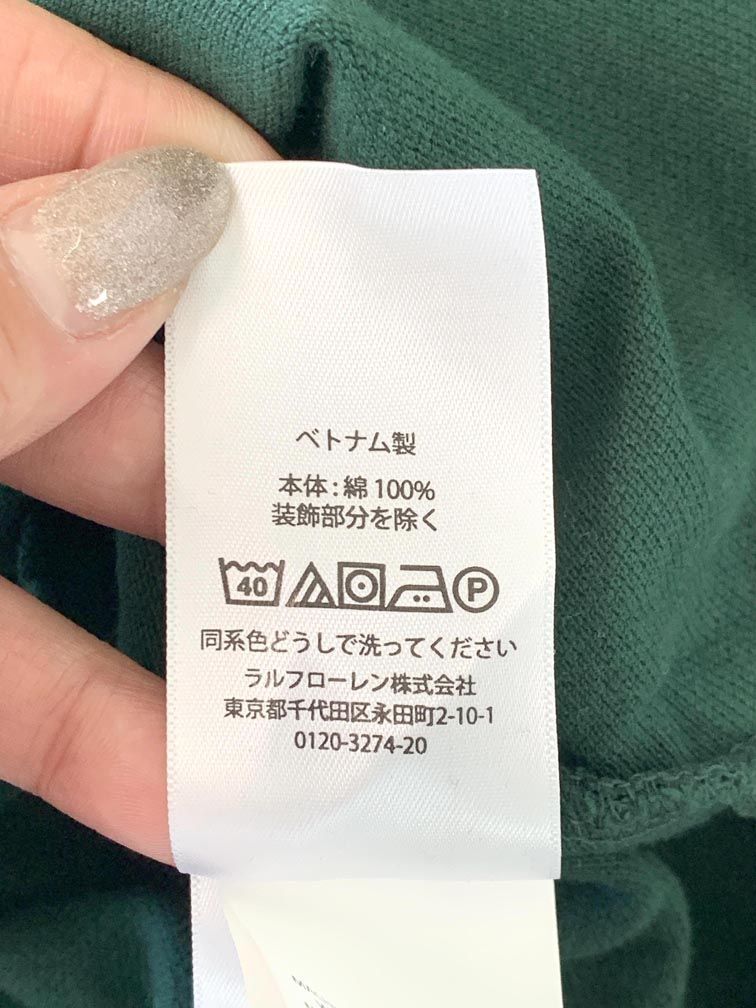 ベトナム製
本体:綿100%
装飾部分を除く
40 P
同系色どうしで洗ってください
ラルフローレン株式会社
東京都千代田区永田町2-10-1
0120-3274-20